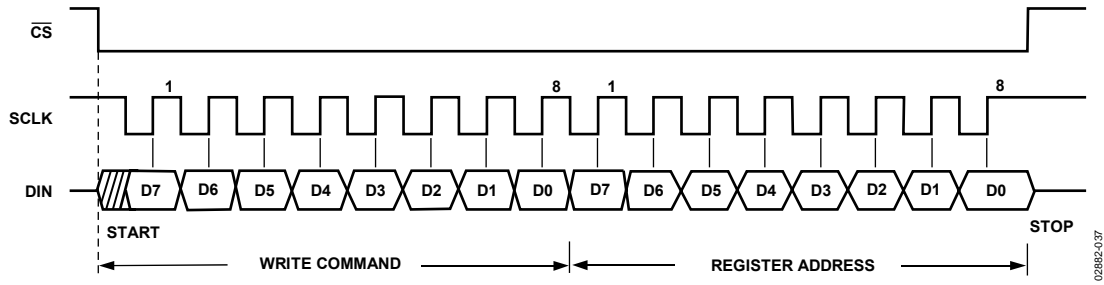 CS
1 8 1 8
SCLK
DIN D7 D6 D5 D4 D3 D2 D1 D0 D7 D6 D5 D4 D3 D2 D1 D0
START STOP
WRITE COMMAND REGISTER ADDRESS
02882-037